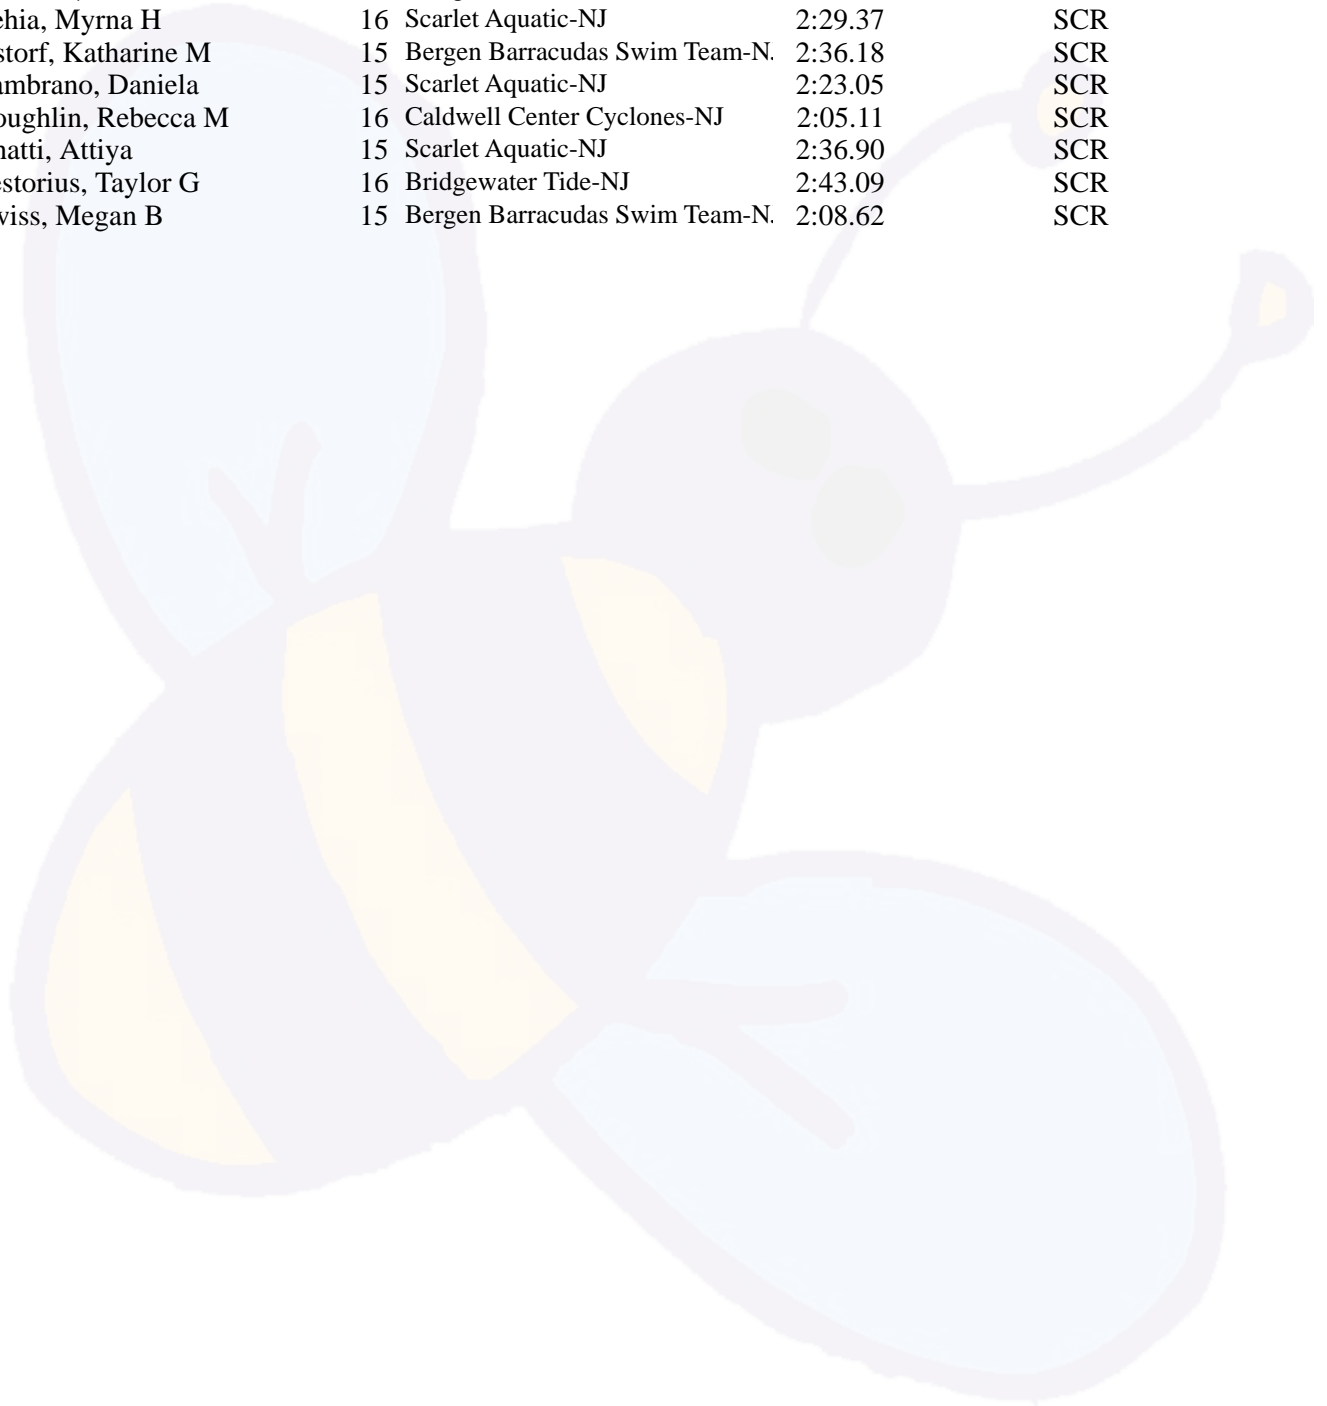 ehia, Myrna H 16 Scarlet Aquatic-NJ 2:29.37 SCR
storf, Katharine M 15 Bergen Barracudas Swim Team-N. 2:36.18 SCR
ambrano, Daniela 15 Scarlet Aquatic-NJ 2:23.05 SCR
oughlin, Rebecca M 16 Caldwell Center Cyclones-NJ 2:05.11 SCR
hatti, Attiya 15 Scarlet Aquatic-NJ 2:36.90 SCR
estorius, Taylor G 16 Bridgewater Tide-NJ 2:43.09 SCR
wiss, Megan B 15 Bergen Barracudas Swim Team-N. 2:08.62 SCR